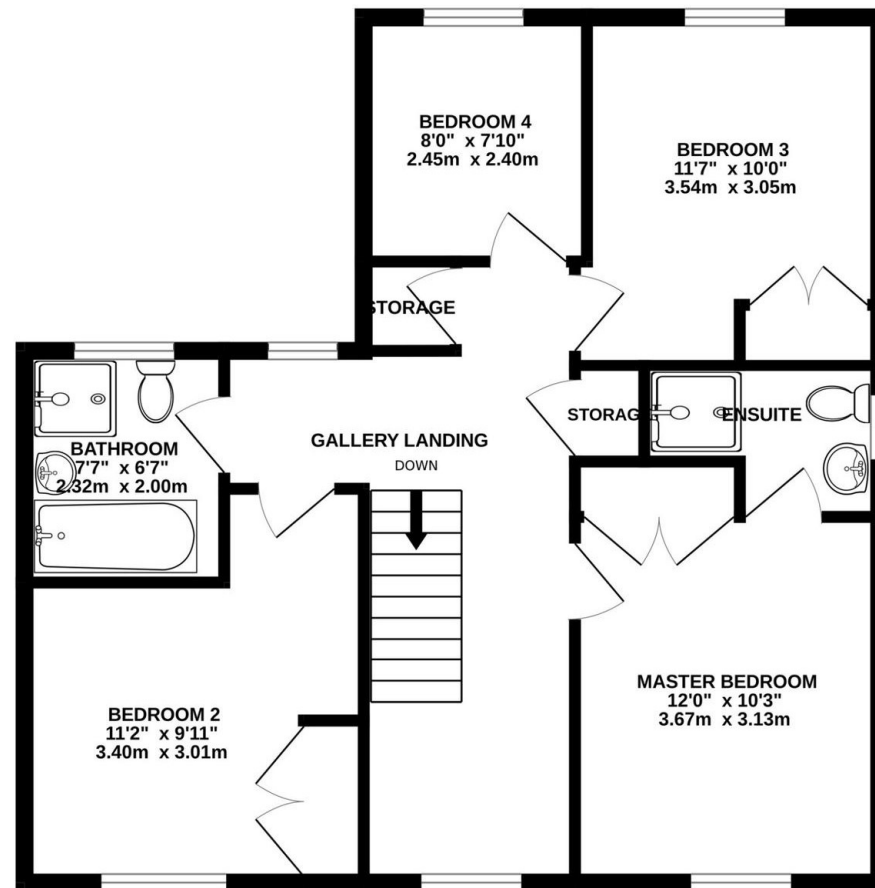 BEDROOM 4
8'0" x 7'10"
2.45m x 2.40m
BEDROOM 3
11'7" x 10'0"
3.54m x 3.05m
STORAGE
STORAGE
ENSUITE
GALLERY LANDING
DOWN
BATHROOM
7'7" x 6'7"
2.32m x 2.00m
MASTER BEDROOM
12'0" x 10'3"
3.67m x 3.13m
BEDROOM 2
11'2" x 9'11"
3.40m x 3.01m